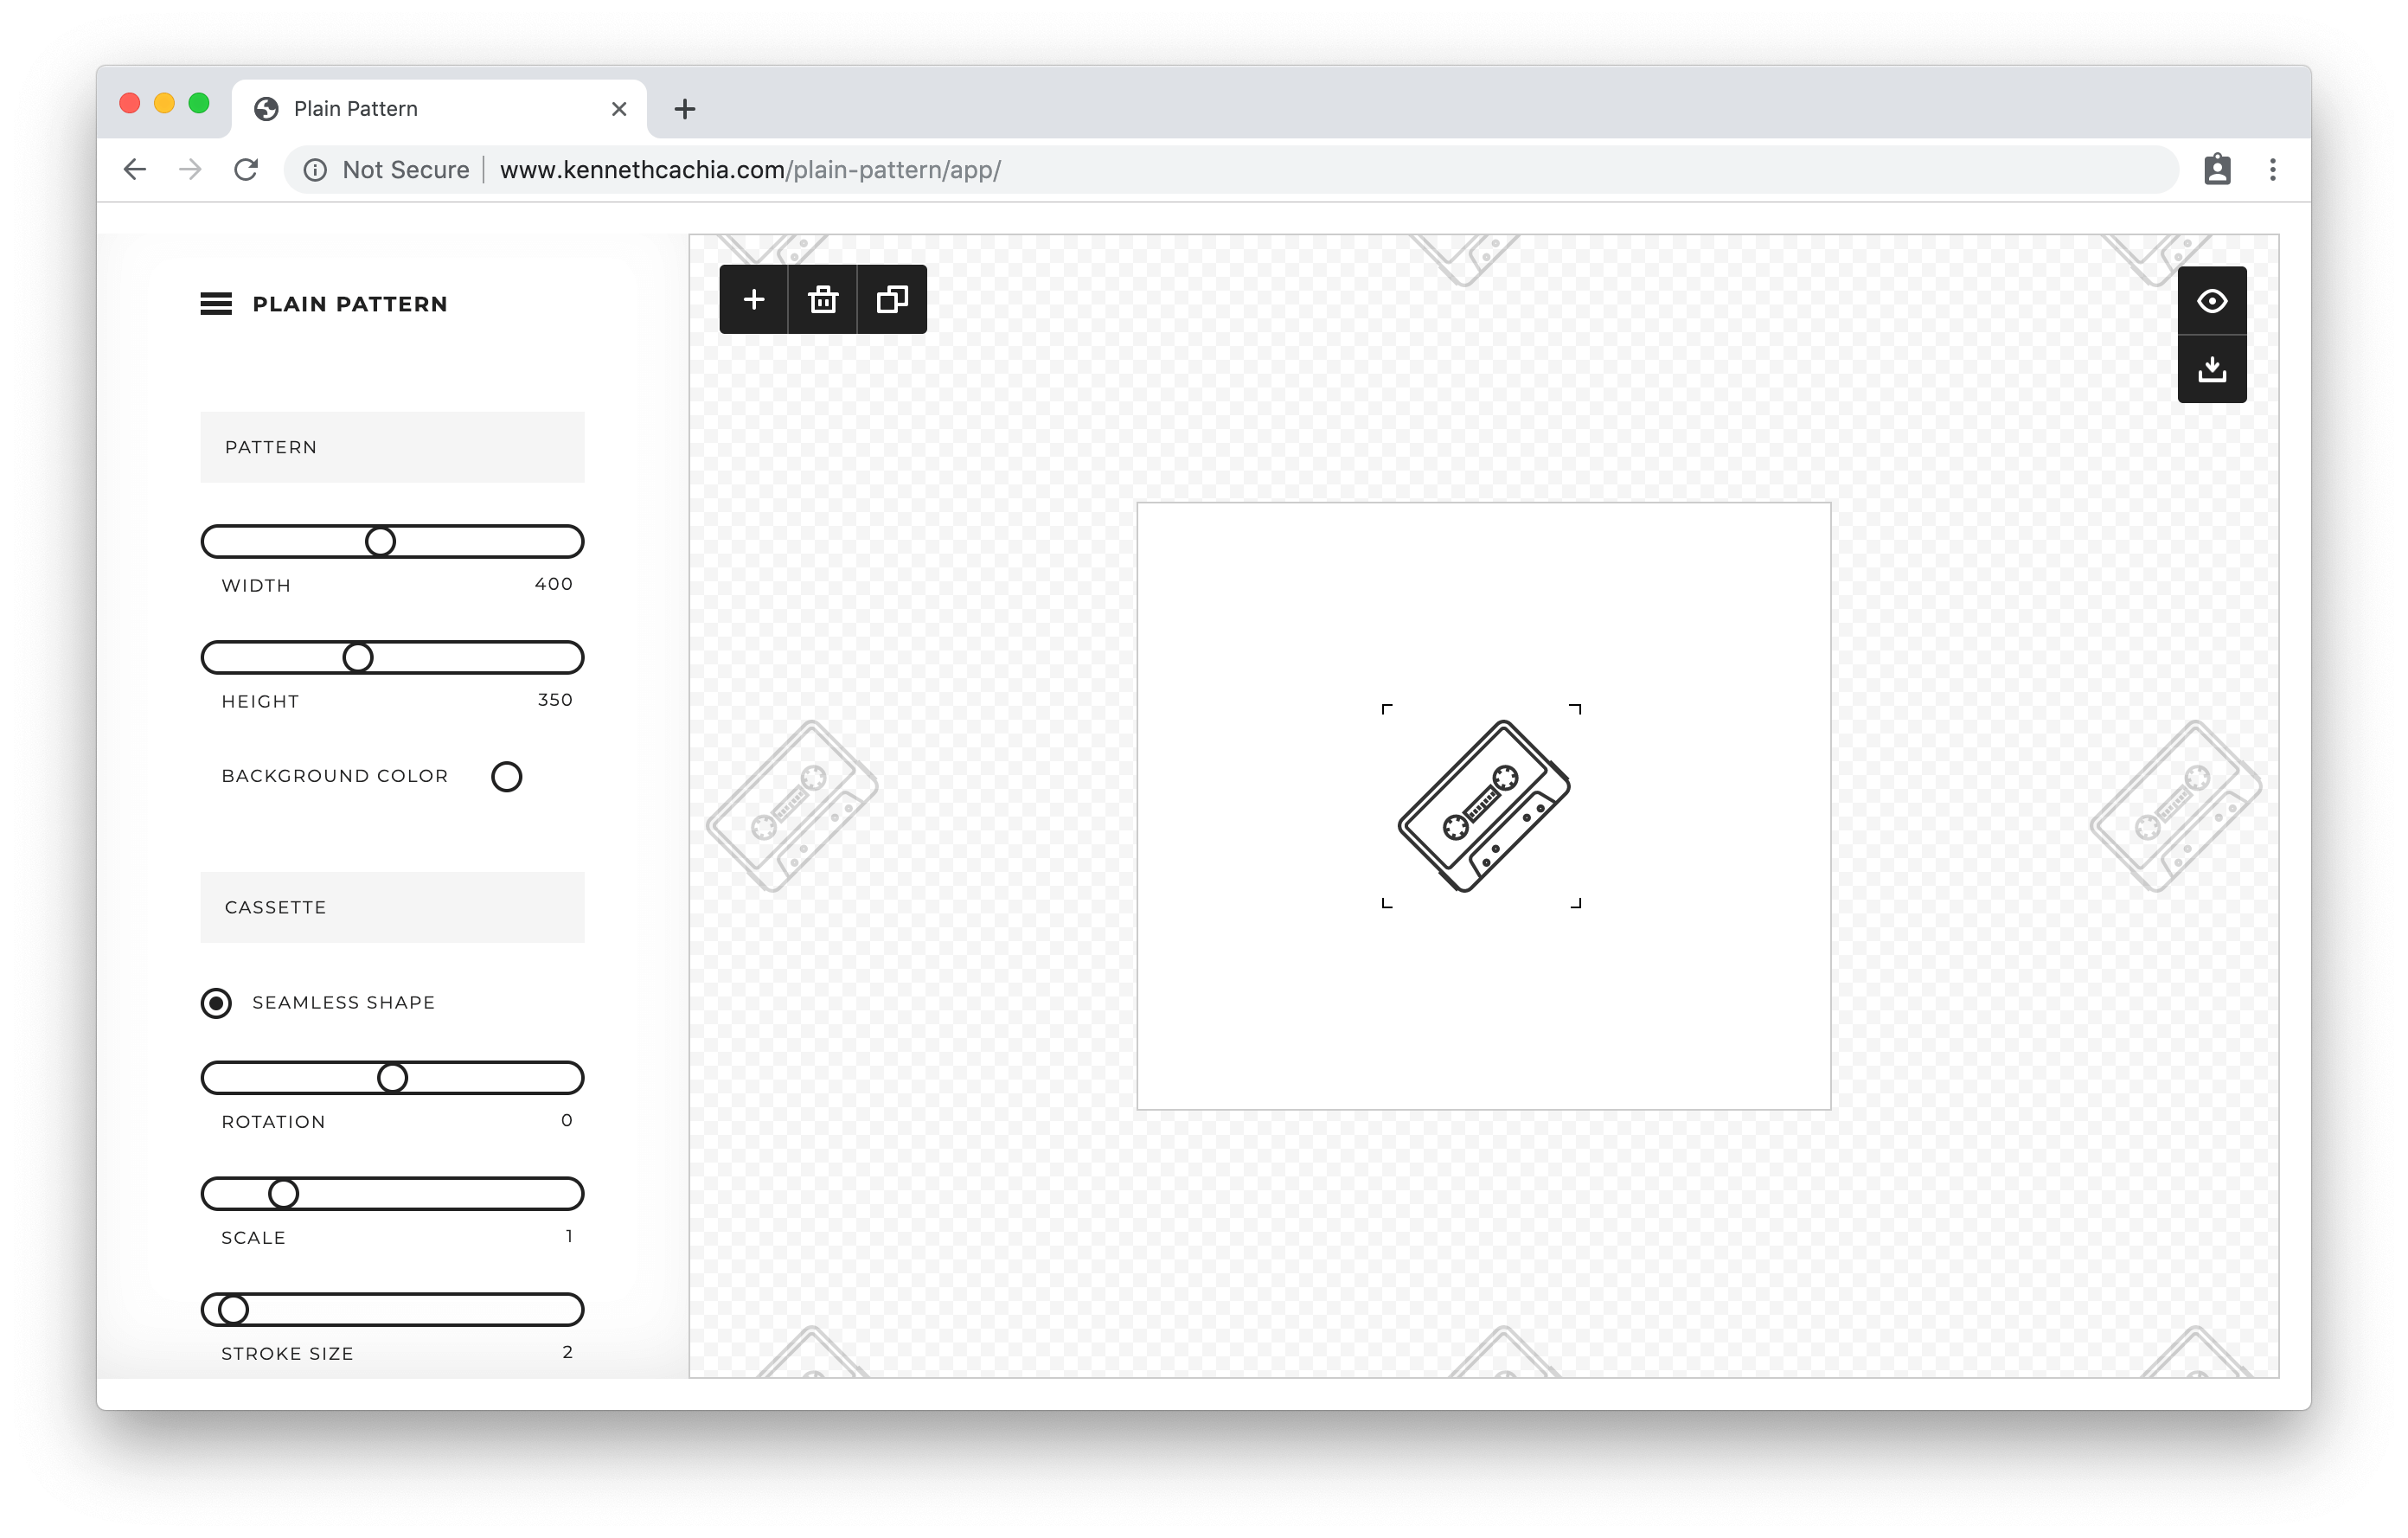 Plain Pattern
Not Secure | www.kennethcachia.com/plain-pattern/app/
PLAIN PATTERN
PATTERN
WIDTH 400
HEIGHT 350
BACKGROUND COLOR
CASSETTE
SEAMLESS SHAPE
ROTATION 0
SCALE 1
STROKE SIZE 2